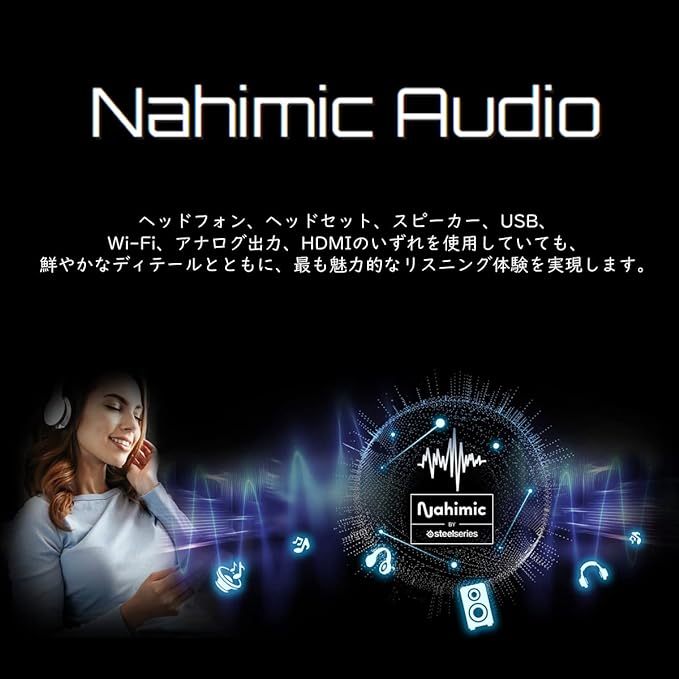 Nahimic Audio
ヘッドフォン、ヘッドセット、スピーカー、USB、
Wi-Fi、アナログ出力、HDMIのいずれを使用していても、
鮮やかなディテールとともに、最も魅力的なリスニング体験を実現します。
Nahimic
BY
steelseries